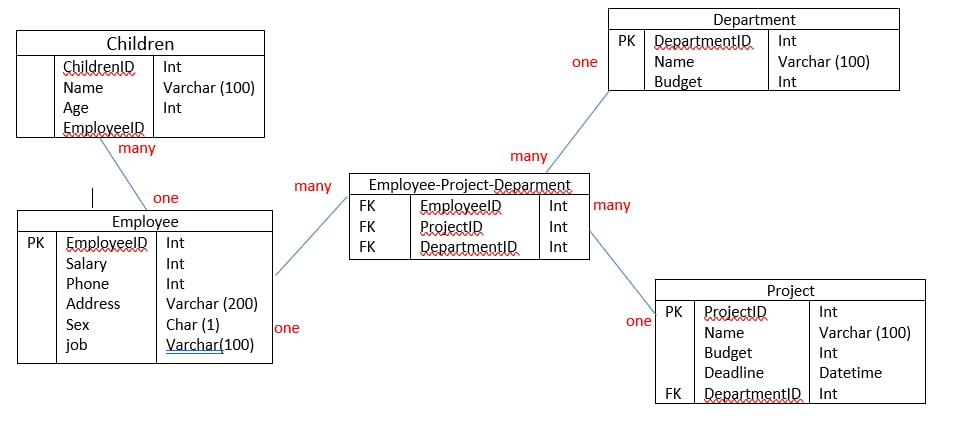 Children
ChildrenID Int
Name Varchar (100)
Age Int
EmployeeID
many
one
Employee
PK EmployeeID Int
Salary Int
Phone Int
Address Varchar (200)
Sex Char (1)
job Varchar(100)
one
many
Employee-Project-Deparment
FK EmployeeID Int
FK ProjectID Int
FK DepartmentID Int
many
one
Department
PK DepartmentID Int
Name Varchar (100)
Budget Int
many
one
Project
PK ProjectID Int
Name Varchar (100)
Budget Int
Deadline Datetime
FK DepartmentID Int